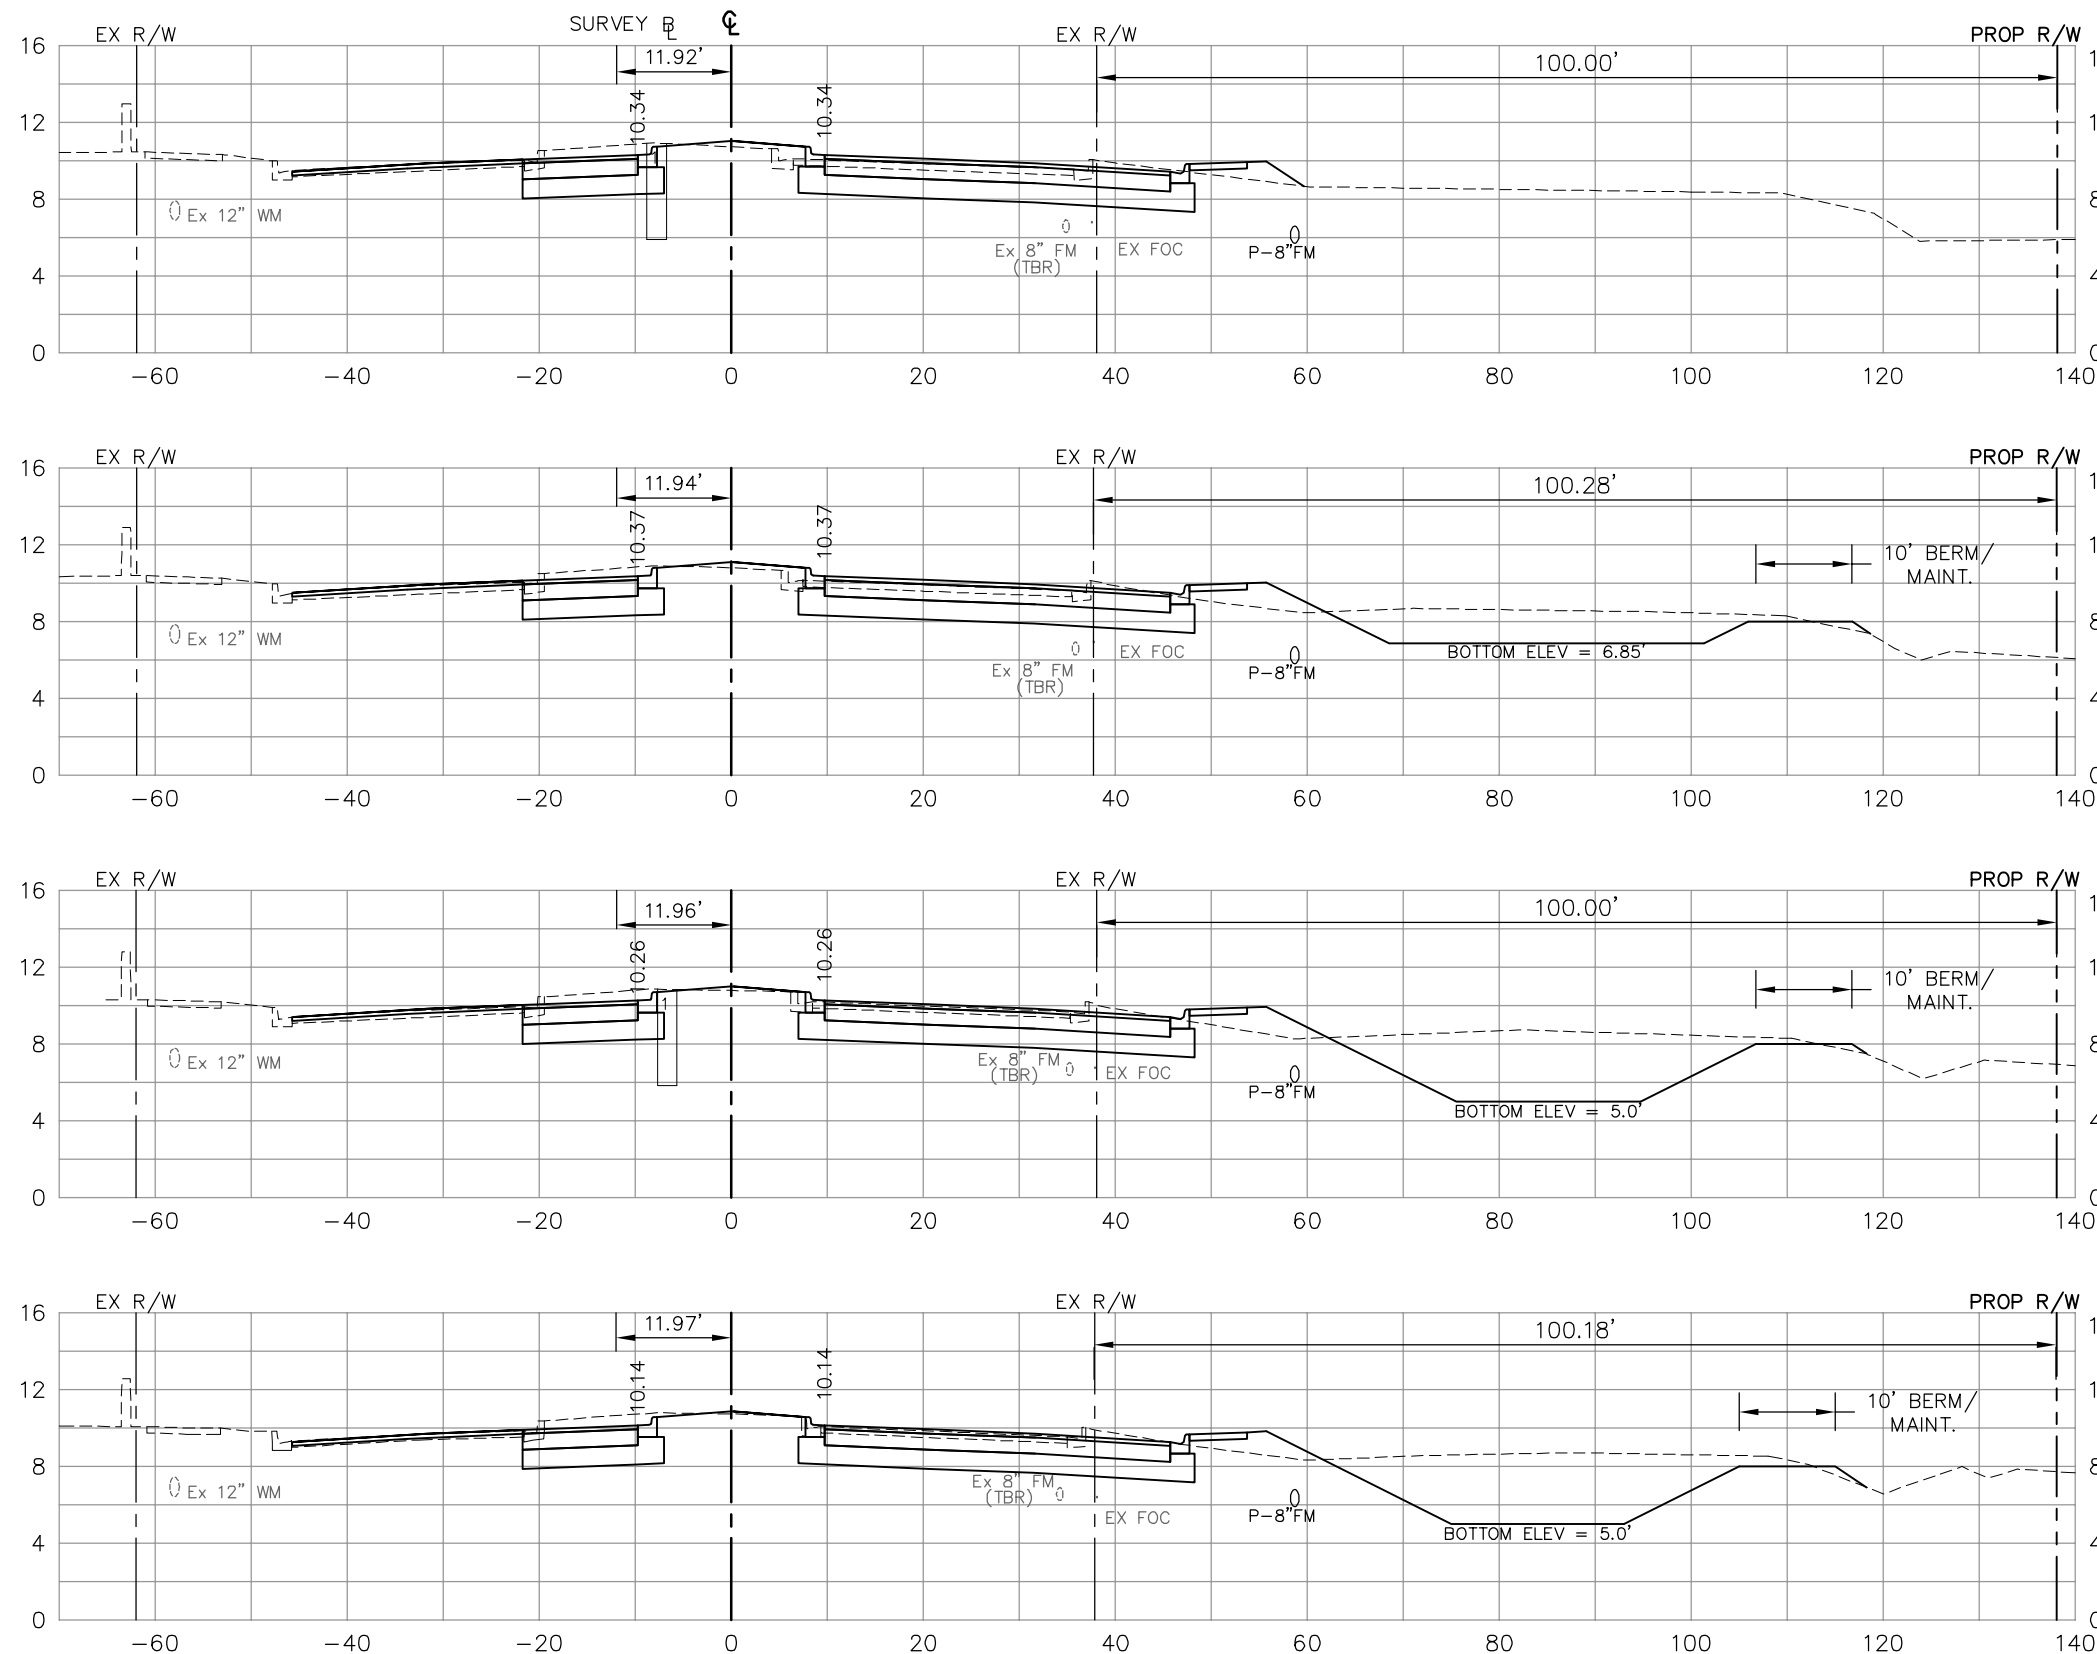 SURVEY BL CL
EX R/W EX R/W PROP R/W
11.92' 100.00'
10.34 10.34
16
12
8
4
0
Ex 12" WM
Ex 8" FM
(TBR)
EX FOC
P-8"FM
-60 -40 -20 0 20 40 60 80 100 120 140
EX R/W EX R/W PROP R/W
11.94' 100.28'
10.37 10.37
16
12
8
4
0
10' BERM/
MAINT.
Ex 12" WM
Ex 8" FM
(TBR)
EX FOC
P-8"FM
BOTTOM ELEV = 6.85'
-60 -40 -20 0 20 40 60 80 100 120 140
EX R/W EX R/W PROP R/W
11.96' 100.00'
10.26 10.26
16
12
8
4
0
10' BERM/
MAINT.
Ex 12" WM
Ex 8" FM
(TBR)
EX FOC
P-8"FM
BOTTOM ELEV = 5.0'
-60 -40 -20 0 20 40 60 80 100 120 140
EX R/W EX R/W PROP R/W
11.97' 100.18'
10.14 10.14
16
12
8
4
0
10' BERM/
MAINT.
Ex 12" WM
Ex 8" FM
(TBR)
EX FOC
P-8"FM
BOTTOM ELEV = 5.0'
-60 -40 -20 0 20 40 60 80 100 120 140